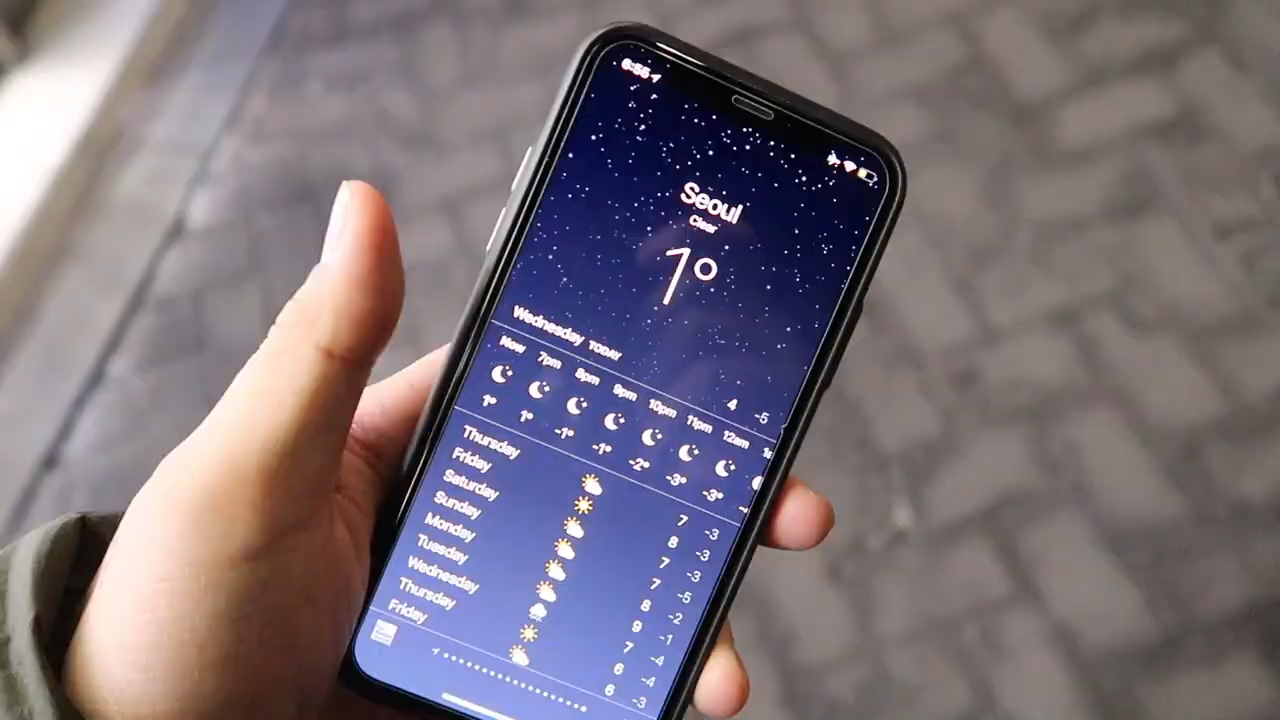 6:55
Seoul
Clear
1°
Wednesday TODAY 4 -5
Now 7pm 8pm 9pm 10pm 11pm 12am
1° 1° -1° -1° -2° -3° -3°
Thursday 7 -3
Friday 8 -3
Saturday 7 -3
Sunday 7 -5
Monday 8 -2
Tuesday 9 -1
Wednesday 7 -4
Thursday 6 -4
Friday 6 -3